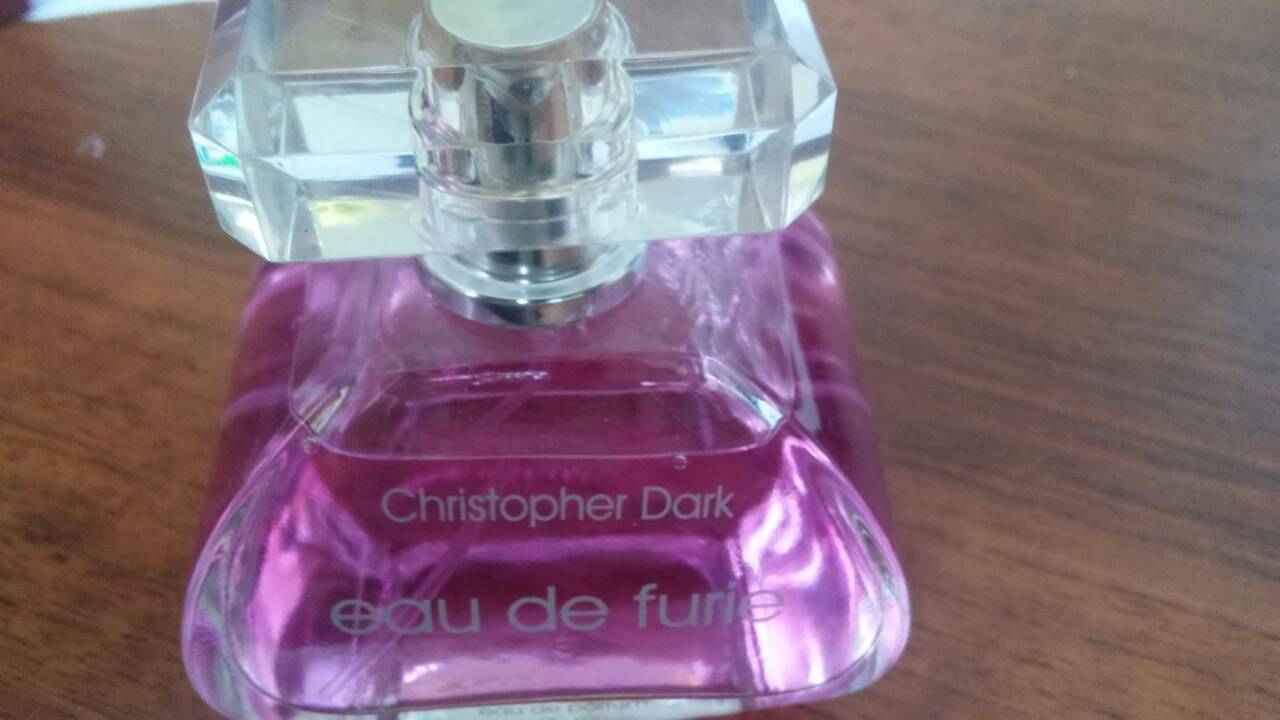 Christopher Dark
eau de furie
eau de parfum